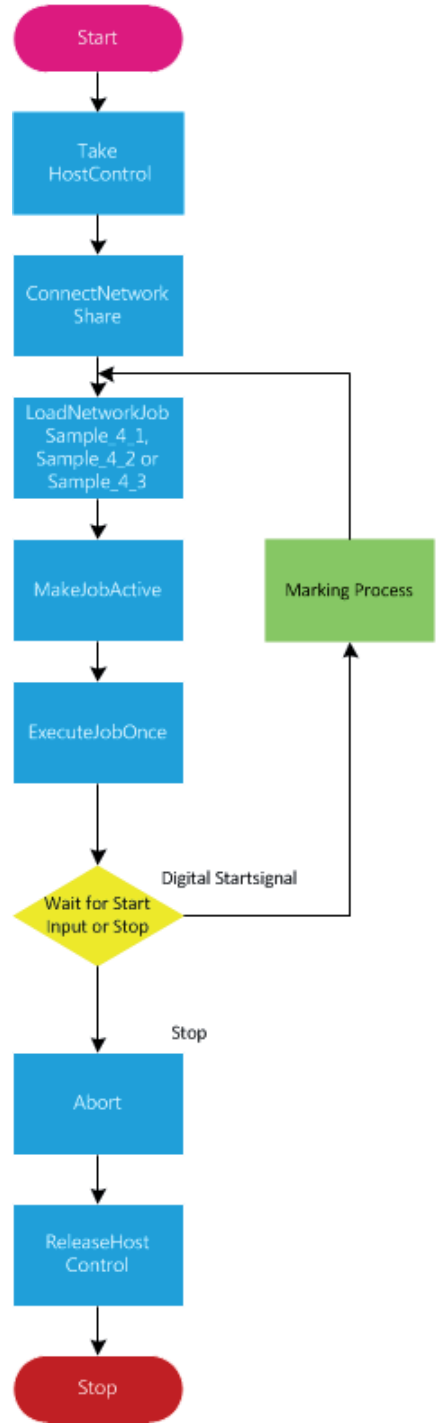 Start
Take
HostControl
ConnectNetwork
Share
LoadNetworkJob
Sample_4_1,
Sample_4_2 or
Sample_4_3
MakeJobActive
Marking Process
ExecuteJobOnce
Digital Startsignal
Wait for Start
Input or Stop
Stop
Abort
ReleaseHost
Control
Stop